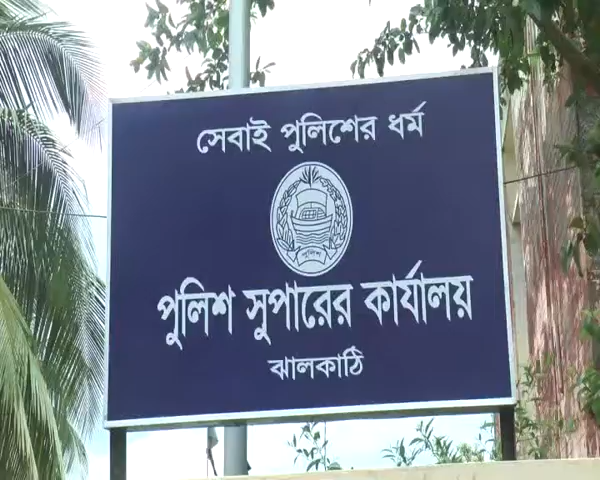 সেবাই পুলিশের ধর্ম
পুলিশ
পুলিশ সুপারের কার্যালয়
ঝালকাঠি